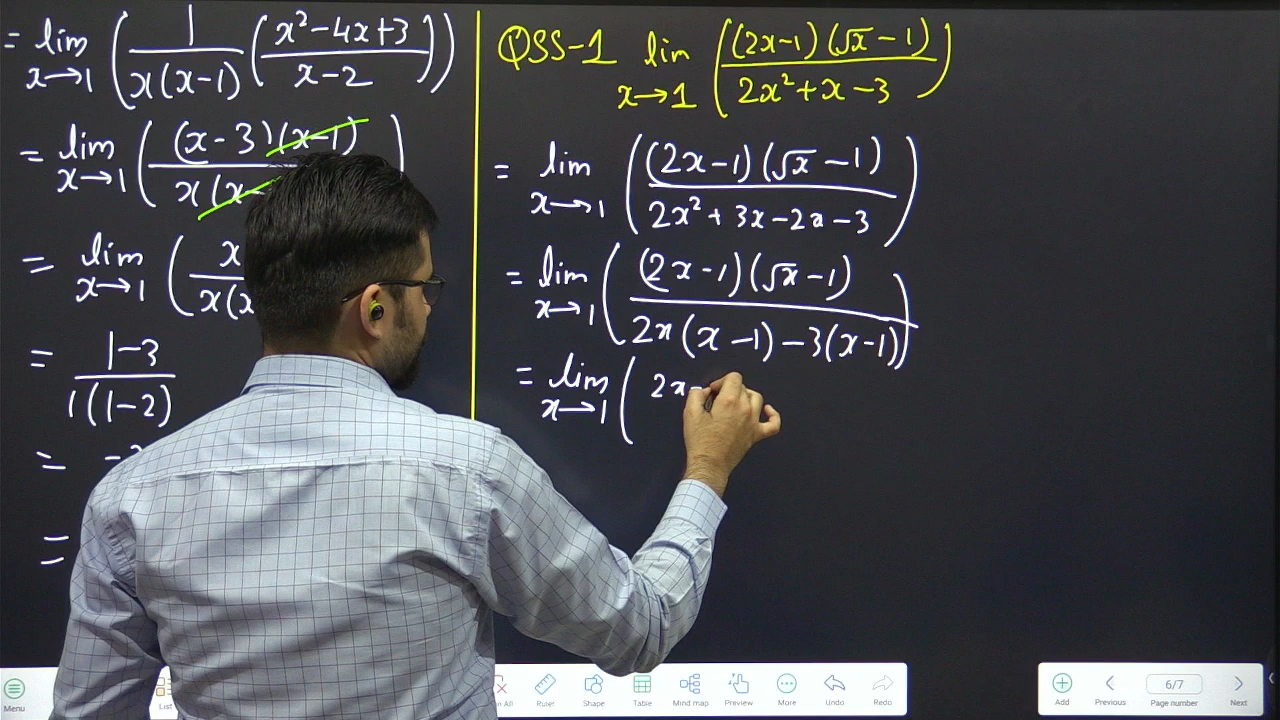 = lim x→1 (1/x(x-1) (x²-4x+3/x-2))
= lim x→1 ((x-3)(x-1)/x(x-
= lim x→1 (x/x(x
= 1-3/1(1-2)
= -
=
QSS-1 lim x→1 ((2x-1)(√x-1)/2x²+x-3)
= lim x→1 ((2x-1)(√x-1)/2x²+3x-2x-3)
= lim x→1 ((2x-1)(√x-1)/2x(x-1)-3(x-1))
= lim x→1 ( 2x-
Menu
List
Ruler
Shape
Table
Mind map
Preview
More
Undo
Redo
Add
Previous
6/7
Page number
Next